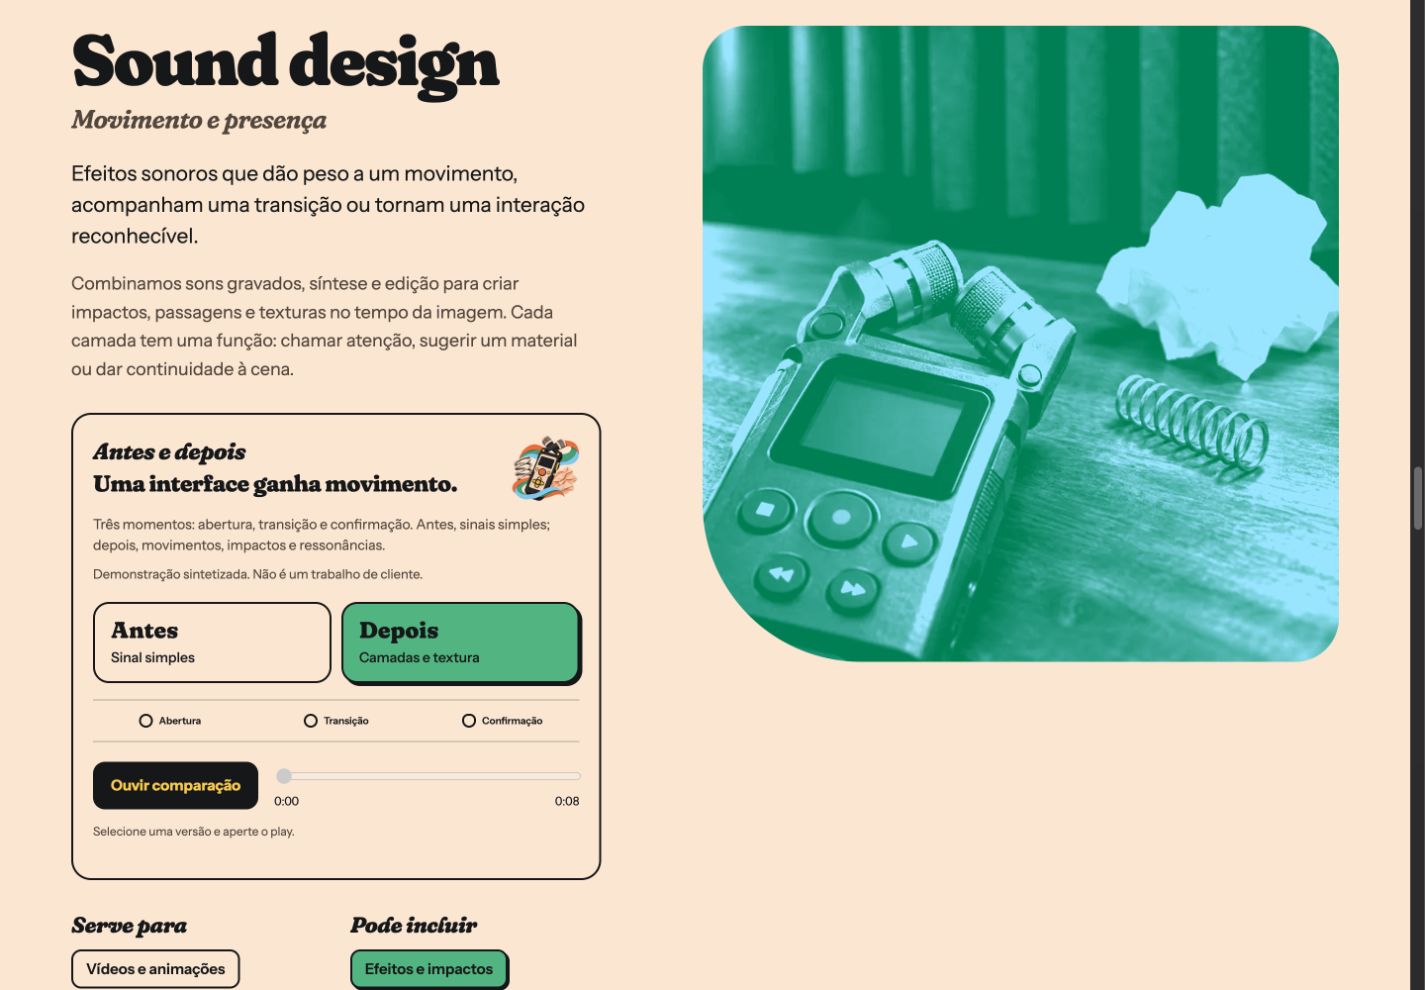 Sound design
Movimento e presença
Efeitos sonoros que dão peso a um movimento,
acompanham uma transição ou tornam uma interação
reconhecível.
Combinamos sons gravados, síntese e edição para criar
impactos, passagens e texturas no tempo da imagem. Cada
camada tem uma função: chamar atenção, sugerir um material
ou dar continuidade à cena.
Antes e depois
Uma interface ganha movimento.
Três momentos: abertura, transição e confirmação. Antes, sinais simples;
depois, movimentos, impactos e ressonâncias.
Demonstração sintetizada. Não é um trabalho de cliente.
Antes
Sinal simples
Depois
Camadas e textura
Abertura
Transição
Confirmação
Ouvir comparação
0:00
0:08
Selecione uma versão e aperte o play.
Serve para
Vídeos e animações
Pode incluir
Efeitos e impactos